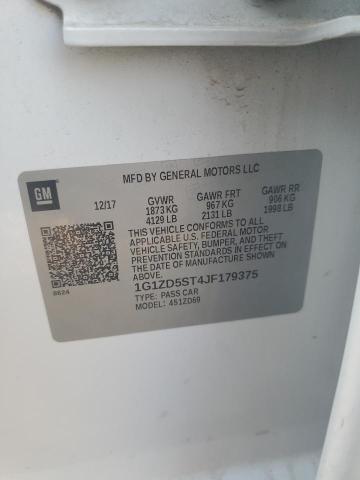 MFD BY GENERAL MOTORS LLC
GM
12/17 GVWR GAWR FRT GAWR RR
1873 KG 967 KG 906 KG
4129 LB 2131 LB 1998 LB
THIS VEHICLE CONFORMS TO ALL
APPLICABLE U.S. FEDERAL MOTOR
VEHICLE SAFETY, BUMPER, AND THEFT
PREVENTION STANDARDS IN EFFECT ON
THE DATE OF MANUFACTURE SHOWN
ABOVE.
1G1ZD5ST4JF179375
TYPE: PASS CAR
8624 MODEL: 4S1ZD69